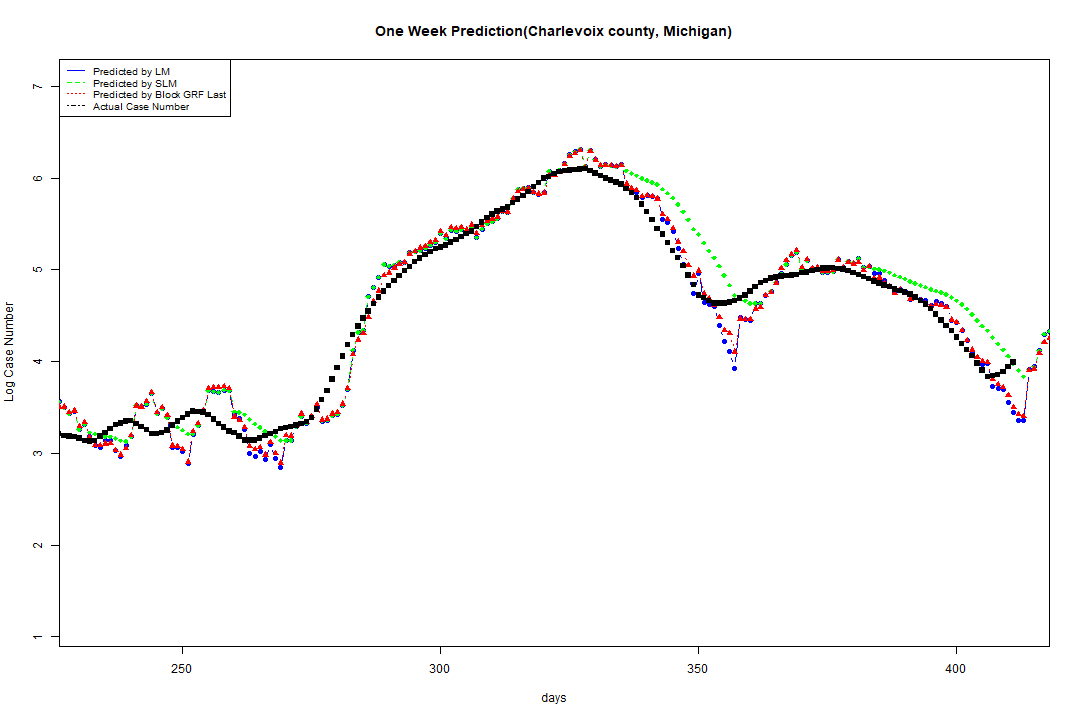 One Week Prediction(Charlevoix county, Michigan)
Predicted by LM
Predicted by SLM
Predicted by Block GRF Last
Actual Case Number
7
6
5
4
3
2
1
Log Case Number
250
300
350
400
days